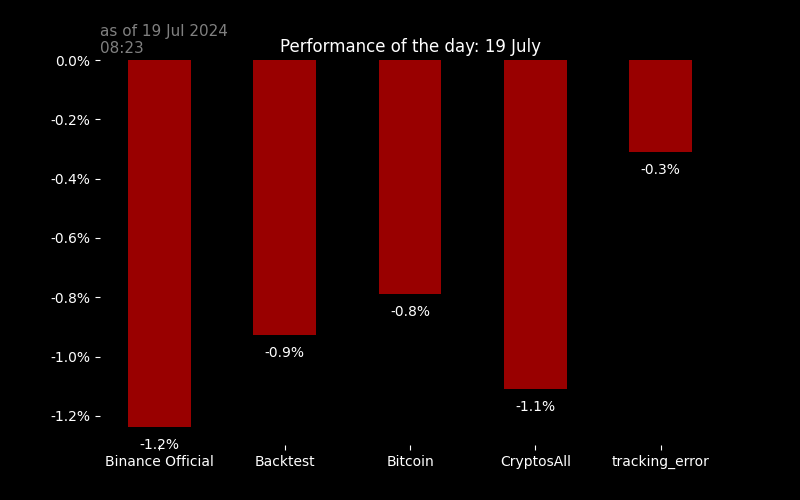 as of 19 Jul 2024
08:23
Performance of the day: 19 July
0.0%
-0.2%
-0.4%
-0.6%
-0.8%
-1.0%
-1.2%
-1.2%
-0.9%
-0.8%
-1.1%
-0.3%
Binance Official
Backtest
Bitcoin
CryptosAll
tracking_error